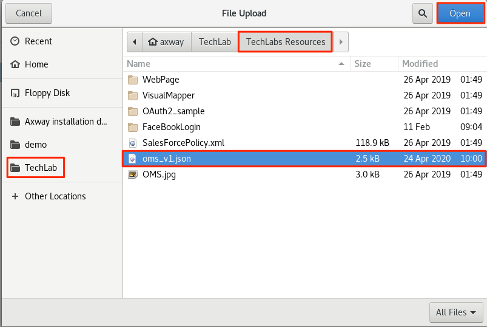 Cancel File Upload Open
Recent
Home
Floppy Disk
Axway installation d...
demo
TechLab
Other Locations
axway TechLab TechLabs Resources
Name Size Modified
WebPage 26 Apr 2019 01:49
VisualMapper 26 Apr 2019 01:49
OAuth2_sample 26 Apr 2019 01:49
FaceBookLogin 11 Feb 09:04
SalesForcePolicy.xml 118.9 kB 26 Apr 2019 01:49
oms_v1.json 2.5 kB 24 Apr 2020 10:00
OMS.jpg 3.0 kB 26 Apr 2019 01:49
All Files